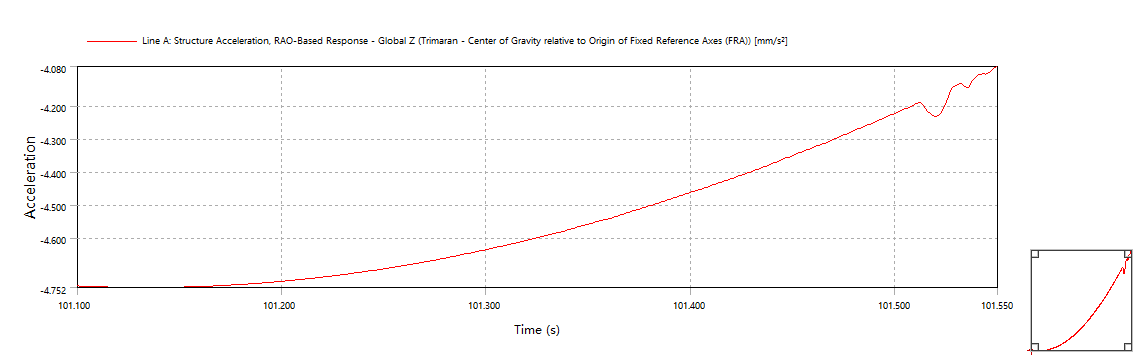 Line A: Structure Acceleration, RAO-Based Response - Global Z (Trimaran - Center of Gravity relative to Origin of Fixed Reference Axes (FRA)) [mm/s²]
-4.080
-4.200
-4.300
-4.400
-4.500
-4.600
-4.752
Acceleration
101.100 101.200 101.300 101.400 101.500 101.550
Time (s)